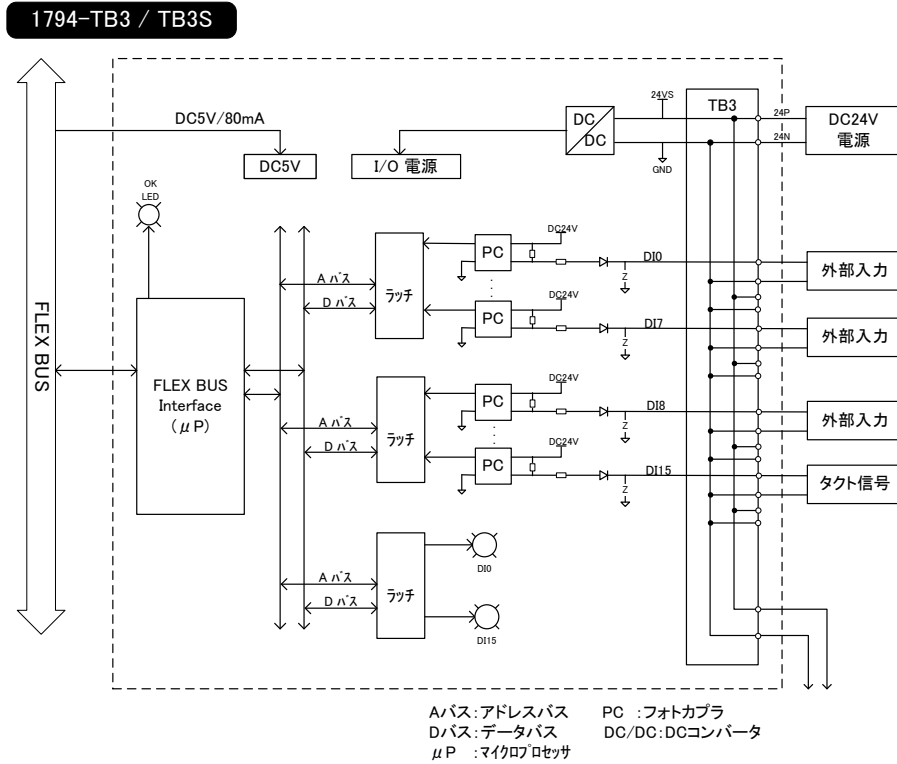 1794-TB3 / TB3S
DC5V/80mA
DC5V
I/O 電源
DC
DC
24VS
GND
TB3
24P
24N
DC24V
電源
OK
LED
FLEX BUS
FLEX BUS
Interface
(μP)
A バス
D バス
ラッチ
PC
DC24V
Z
DI0
外部入力
PC
DC24V
Z
DI7
外部入力
A バス
D バス
ラッチ
PC
DC24V
Z
DI8
外部入力
PC
DC24V
Z
DI15
タクト信号
A バス
D バス
ラッチ
DI0
DI15
Aバス:アドレスバス PC :フォトカプラ
Dバス:データバス DC/DC:DCコンバータ
μP :マイクロプロセッサ